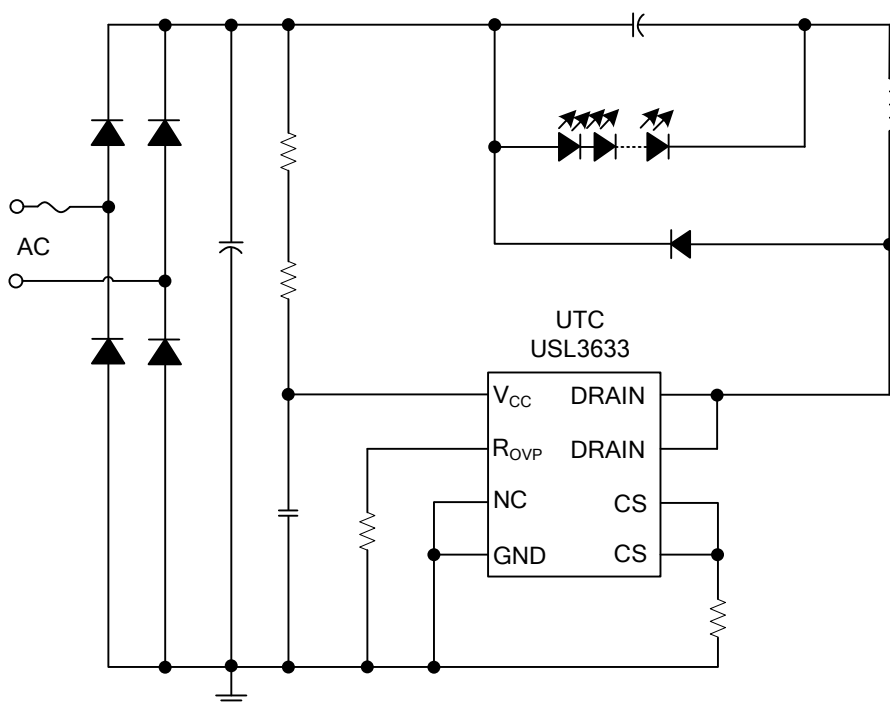 AC
UTC
USL3633
VCC
DRAIN
ROVP
DRAIN
NC
CS
GND
CS